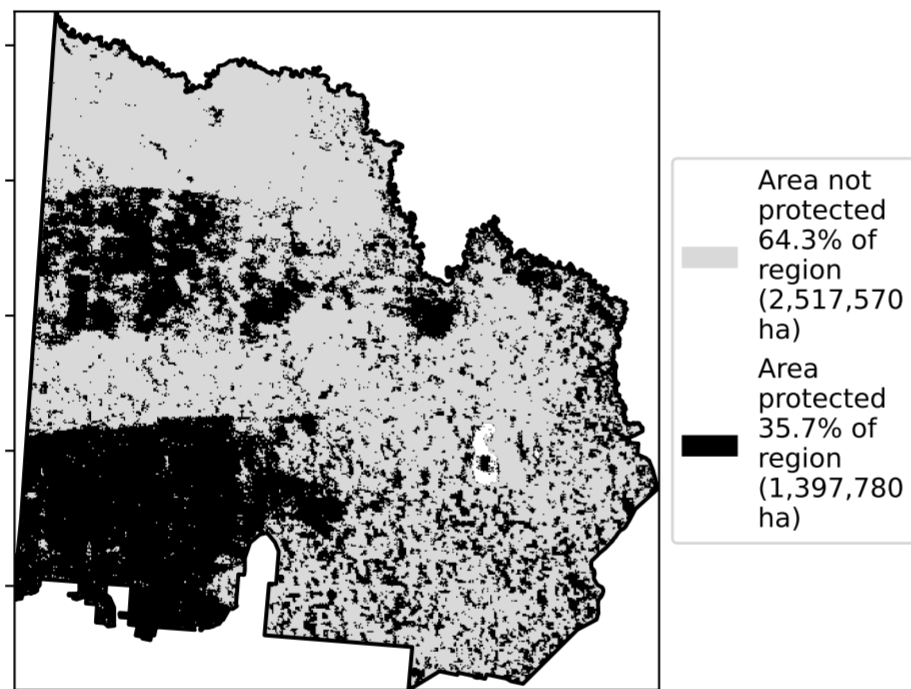 Area not
protected
64.3% of
region
(2,517,570
ha)
Area
protected
35.7% of
region
(1,397,780
ha)